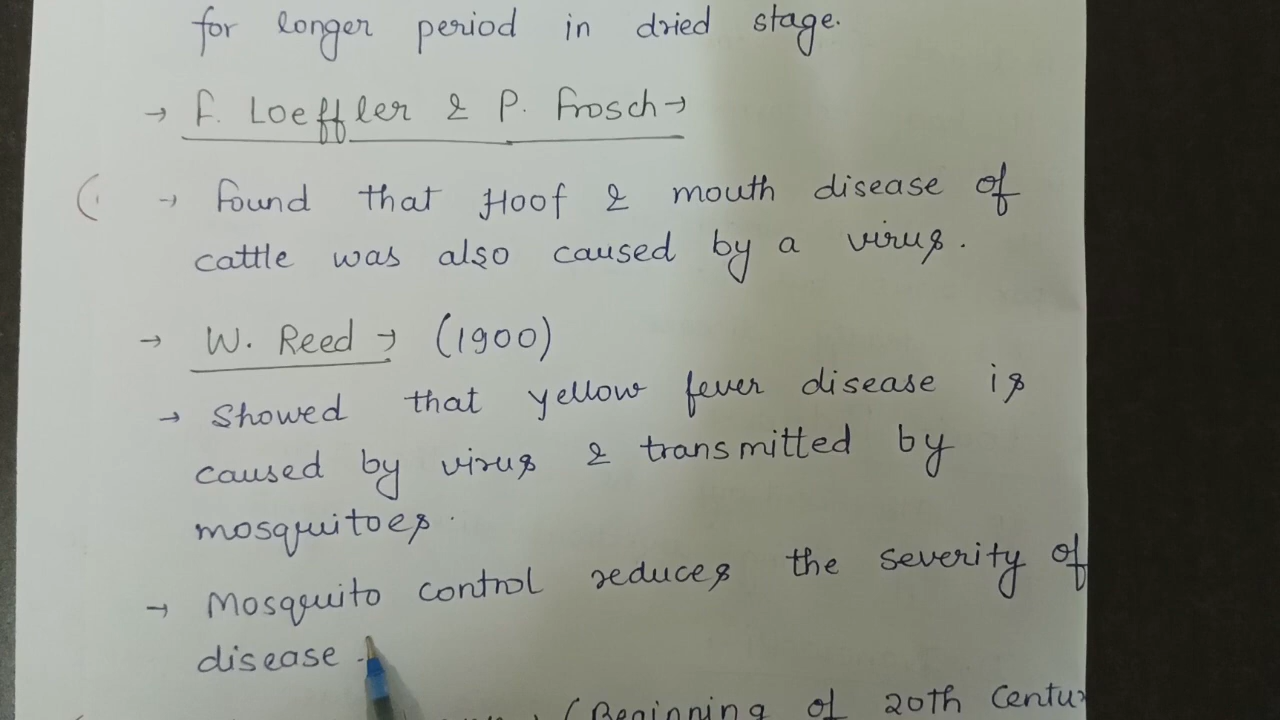 for longer period in dried stage.
→ F. Loeffler & P. Frosch →
→ Found that Hoof & mouth disease of
cattle was also caused by a virus.
→ W. Reed → (1900)
→ Showed that yellow fever disease is
caused by virus & transmitted by
mosquitoes.
→ Mosquito control reduces the severity of
disease.
(Beginning of 20th Centu